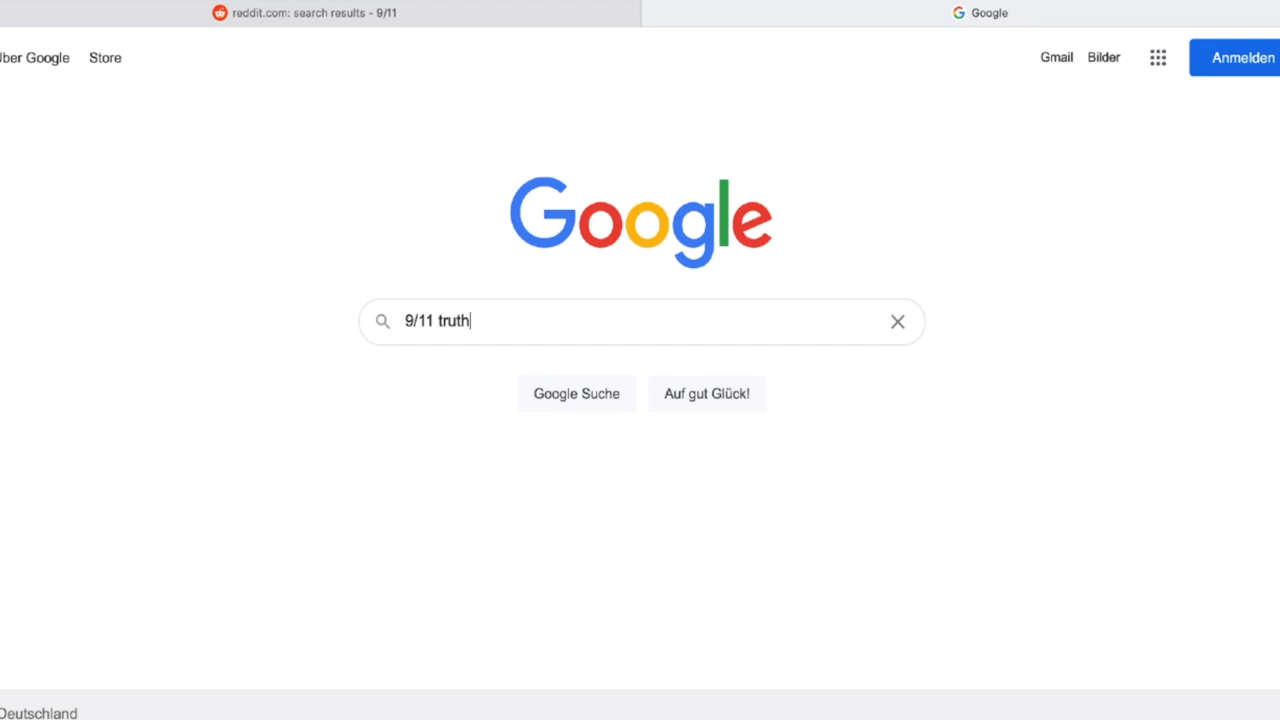 reddit.com: search results - 9/11
Google
Über Google
Store
Gmail
Bilder
Anmelden
Google
9/11 truth
Google Suche
Auf gut Glück!
Deutschland